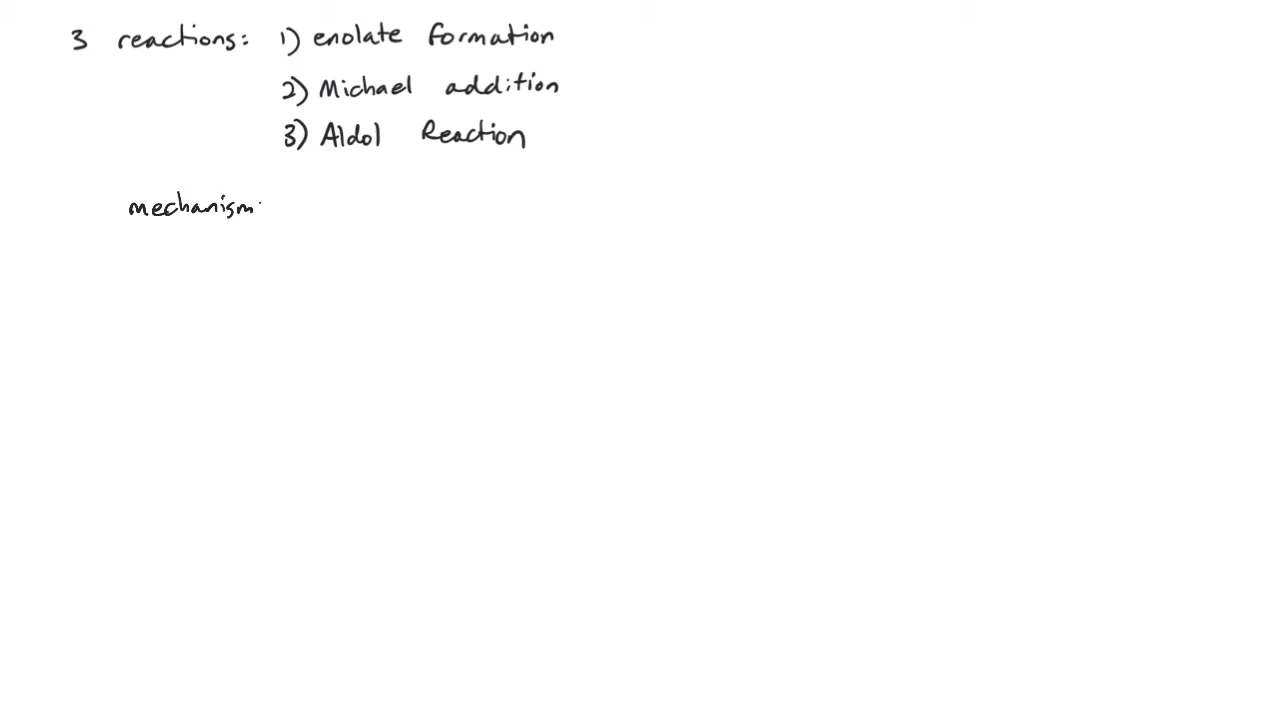 3 reactions: 1) enolate formation
2) Michael addition
3) Aldol Reaction
mechanism: